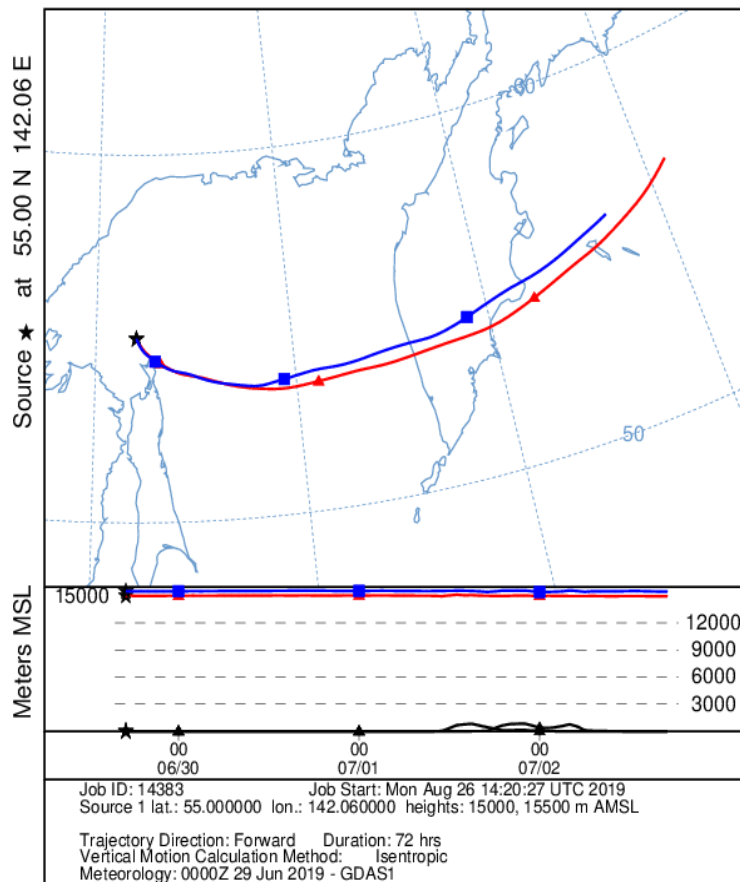 Source ★ at 55.00 N 142.06 E
60
50
Meters MSL
15000
12000
9000
6000
3000
00 00 00
06/30 07/01 07/02
Job ID: 14383 Job Start: Mon Aug 26 14:20:27 UTC 2019
Source 1 lat.: 55.000000 lon.: 142.060000 heights: 15000, 15500 m AMSL
Trajectory Direction: Forward Duration: 72 hrs
Vertical Motion Calculation Method: Isentropic
Meteorology: 0000Z 29 Jun 2019 - GDAS1